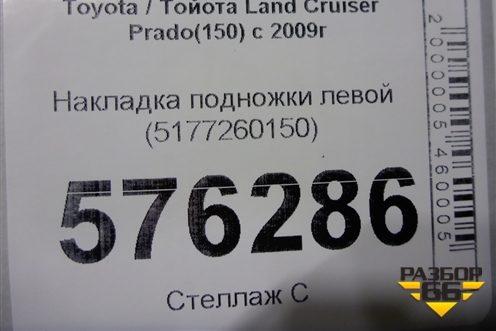 Toyota / Тойота Land Cruiser
Prado(150) с 2009г
Накладка подножки левой
(5177260150)
576286
Стеллаж С
2000005460005
РАЗБОР
66